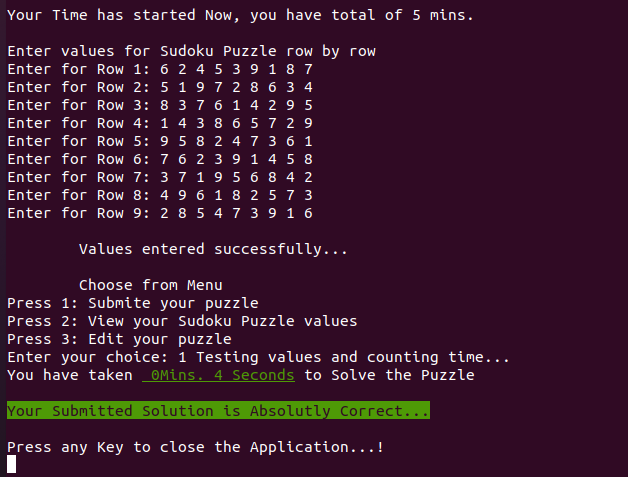 Your Time has started Now, you have total of 5 mins.
Enter values for Sudoku Puzzle row by row
Enter for Row 1: 6 2 4 5 3 9 1 8 7
Enter for Row 2: 5 1 9 7 2 8 6 3 4
Enter for Row 3: 8 3 7 6 1 4 2 9 5
Enter for Row 4: 1 4 3 8 6 5 7 2 9
Enter for Row 5: 9 5 8 2 4 7 3 6 1
Enter for Row 6: 7 6 2 3 9 1 4 5 8
Enter for Row 7: 3 7 1 9 5 6 8 4 2
Enter for Row 8: 4 9 6 1 8 2 5 7 3
Enter for Row 9: 2 8 5 4 7 3 9 1 6
Values entered successfully...
Choose from Menu
Press 1: Submite your puzzle
Press 2: View your Sudoku Puzzle values
Press 3: Edit your puzzle
Enter your choice: 1 Testing values and counting time...
You have taken  0Mins. 4 Seconds to Solve the Puzzle
Your Submitted Solution is Absolutly Correct...
Press any Key to close the Application...!